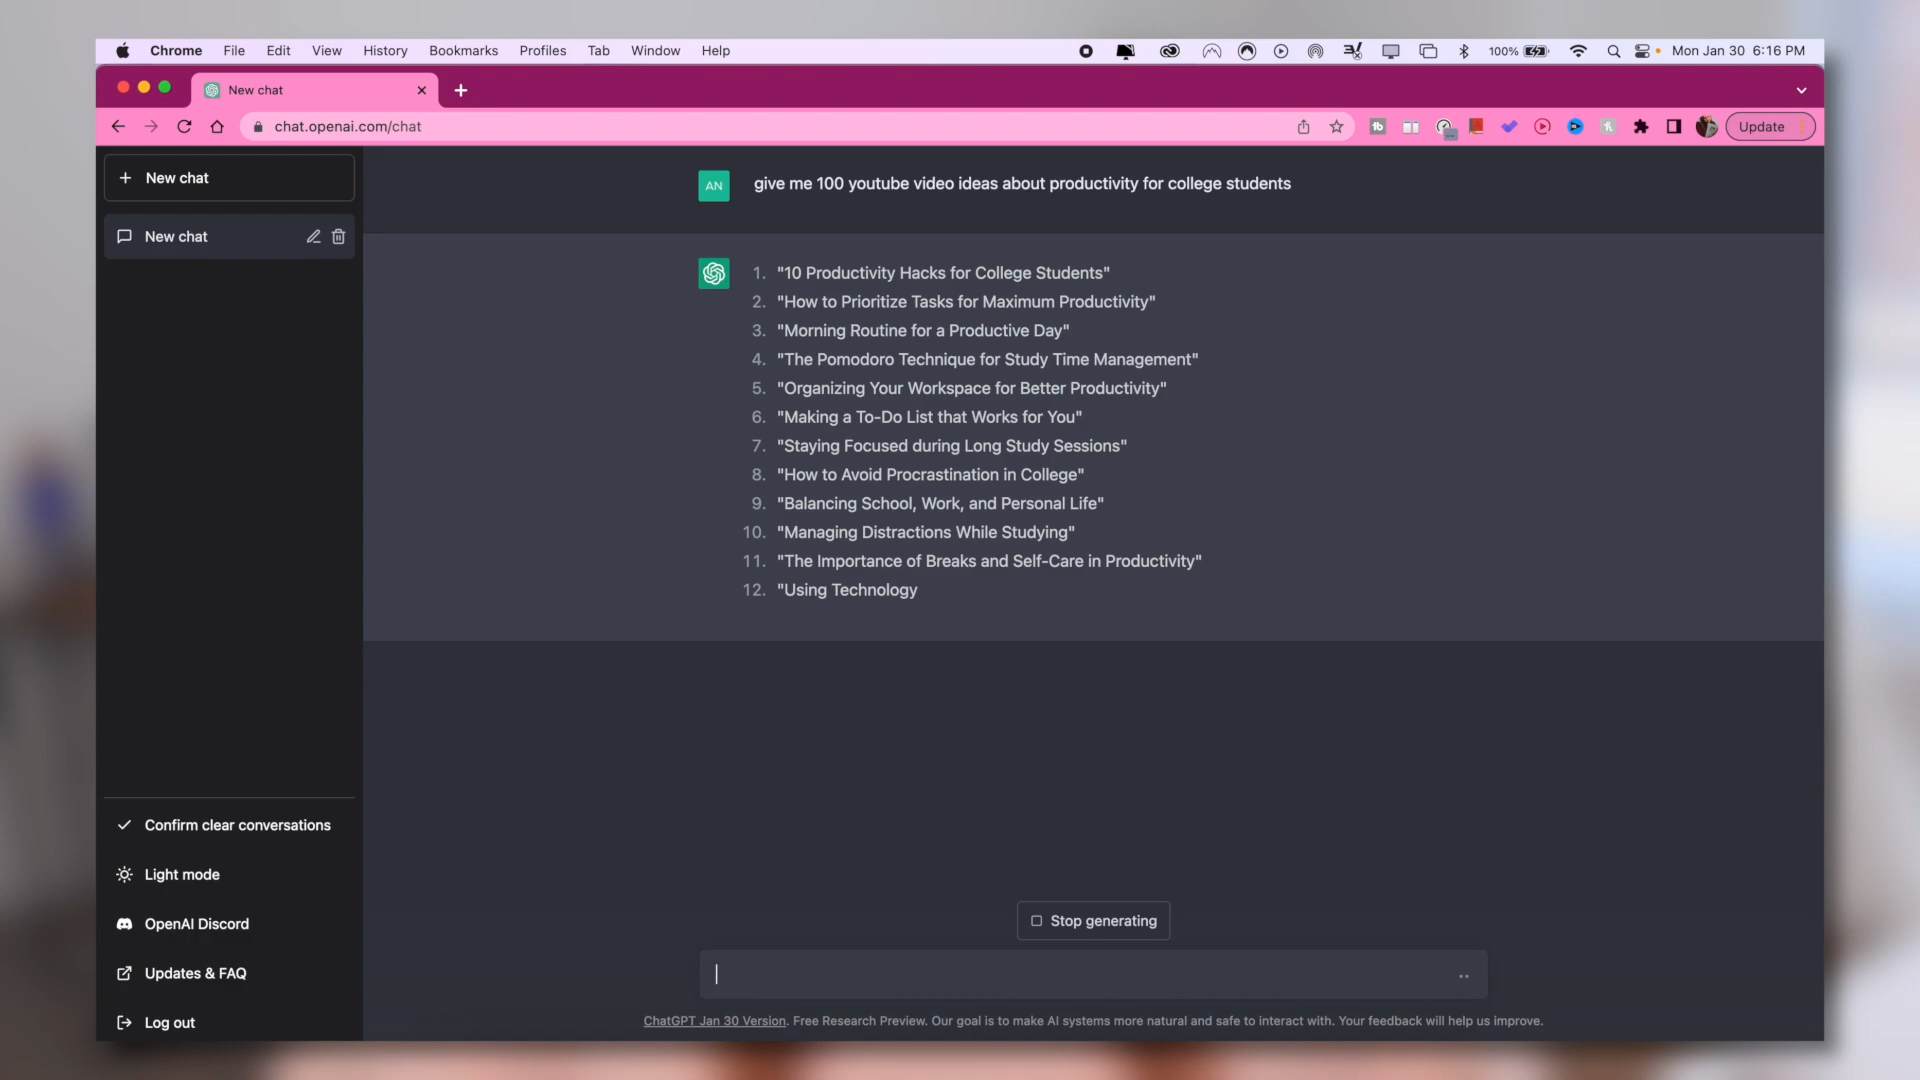 Chrome File Edit View History Bookmarks Profiles Tab Window Help 100% Mon Jan 30 6:16 PM
New chat
chat.openai.com/chat Update
New chat
New chat
AN give me 100 youtube video ideas about productivity for college students
1. "10 Productivity Hacks for College Students"
2. "How to Prioritize Tasks for Maximum Productivity"
3. "Morning Routine for a Productive Day"
4. "The Pomodoro Technique for Study Time Management"
5. "Organizing Your Workspace for Better Productivity"
6. "Making a To-Do List that Works for You"
7. "Staying Focused during Long Study Sessions"
8. "How to Avoid Procrastination in College"
9. "Balancing School, Work, and Personal Life"
10. "Managing Distractions While Studying"
11. "The Importance of Breaks and Self-Care in Productivity"
12. "Using Technology
Confirm clear conversations
Light mode
OpenAI Discord
Updates & FAQ
Log out
Stop generating
ChatGPT Jan 30 Version. Free Research Preview. Our goal is to make AI systems more natural and safe to interact with. Your feedback will help us improve.